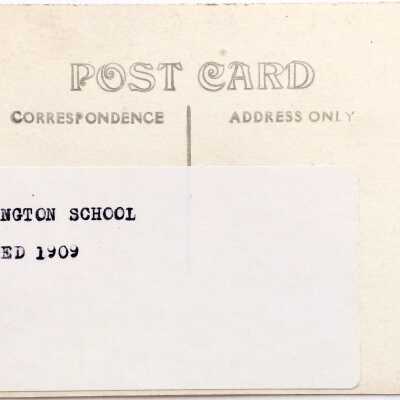 POST CARD
CORRESPONDENCE
ADDRESS ONLY
NGTON SCHOOL
ED 1909